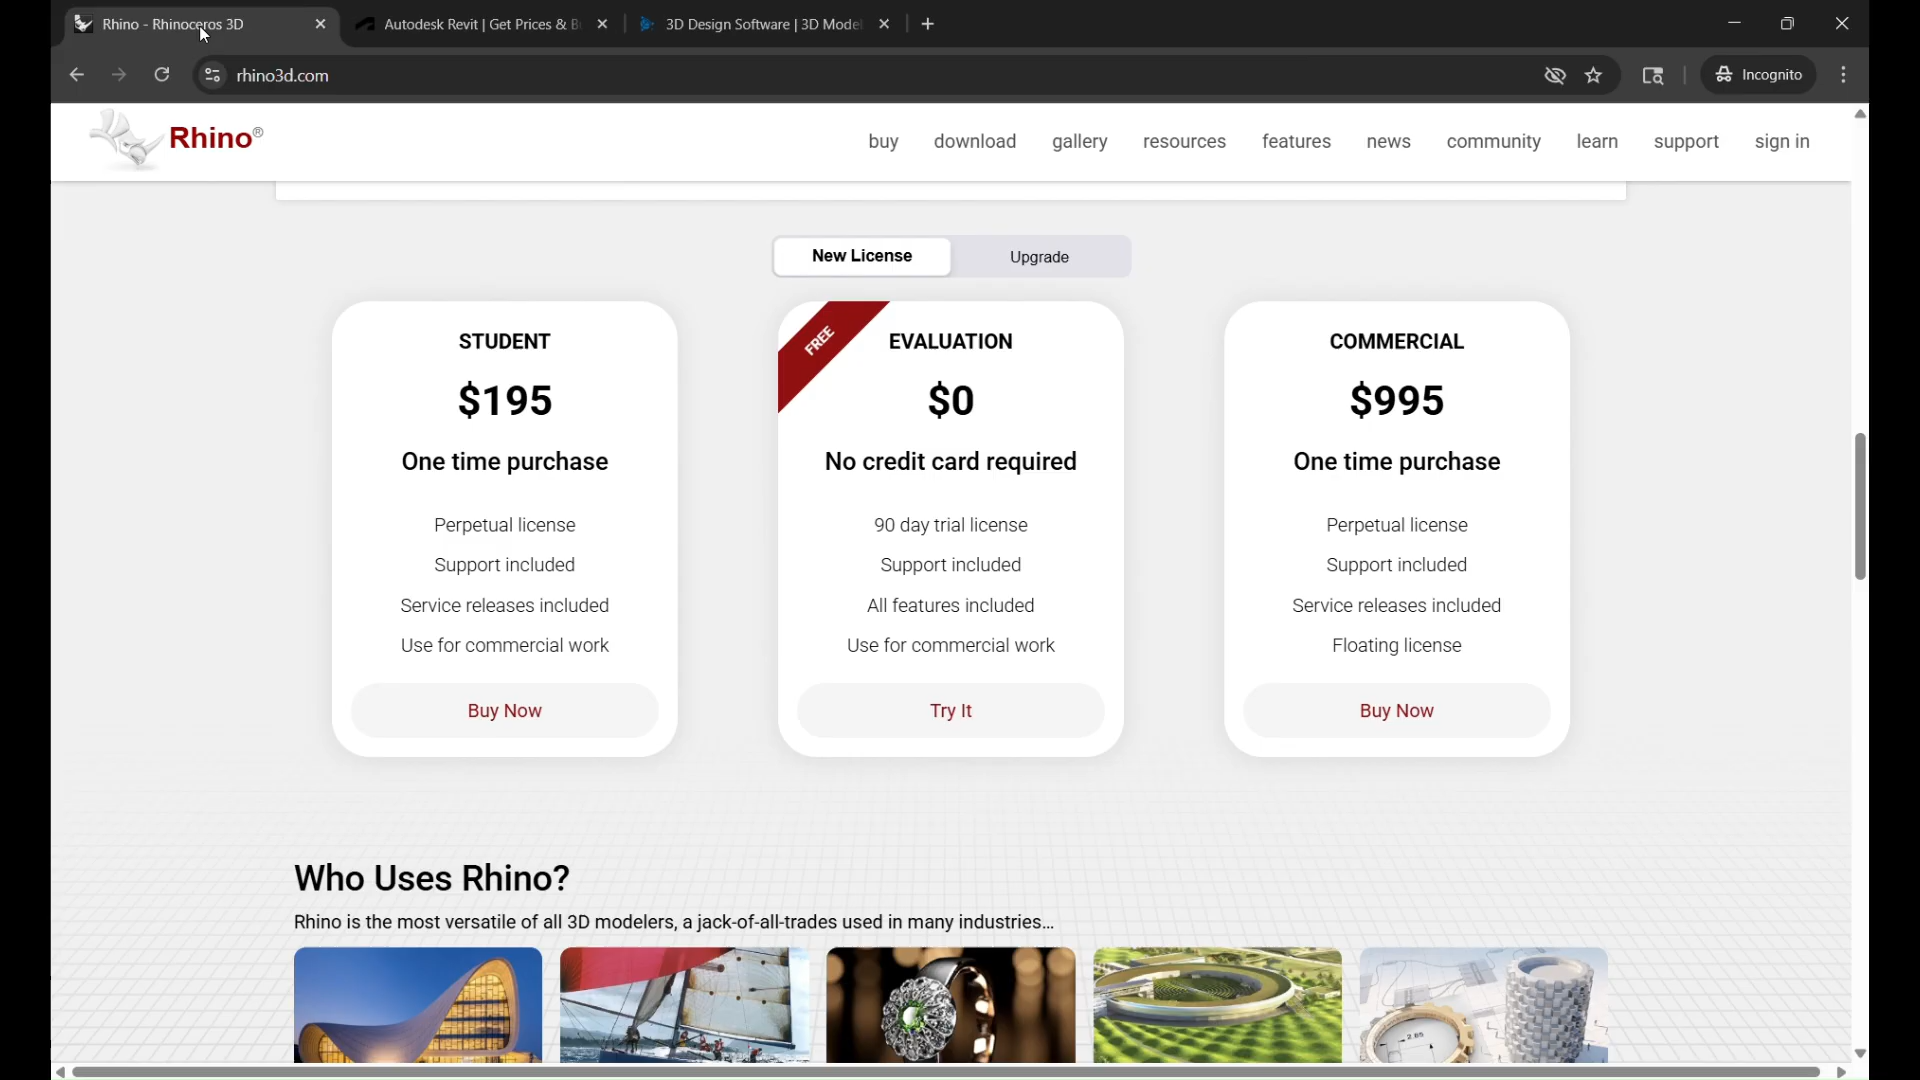 Rhino - Rhinoceros 3D
Autodesk Revit | Get Prices & B
3D Design Software | 3D Model
rhino3d.com
Incognito
Rhino®
buy
download
gallery
resources
features
news
community
learn
support
sign in
New License
Upgrade
STUDENT
$195
One time purchase
Perpetual license
Support included
Service releases included
Use for commercial work
Buy Now
FREE
EVALUATION
$0
No credit card required
90 day trial license
Support included
All features included
Use for commercial work
Try It
COMMERCIAL
$995
One time purchase
Perpetual license
Support included
Service releases included
Floating license
Buy Now
Who Uses Rhino?
Rhino is the most versatile of all 3D modelers, a jack-of-all-trades used in many industries...
2.65